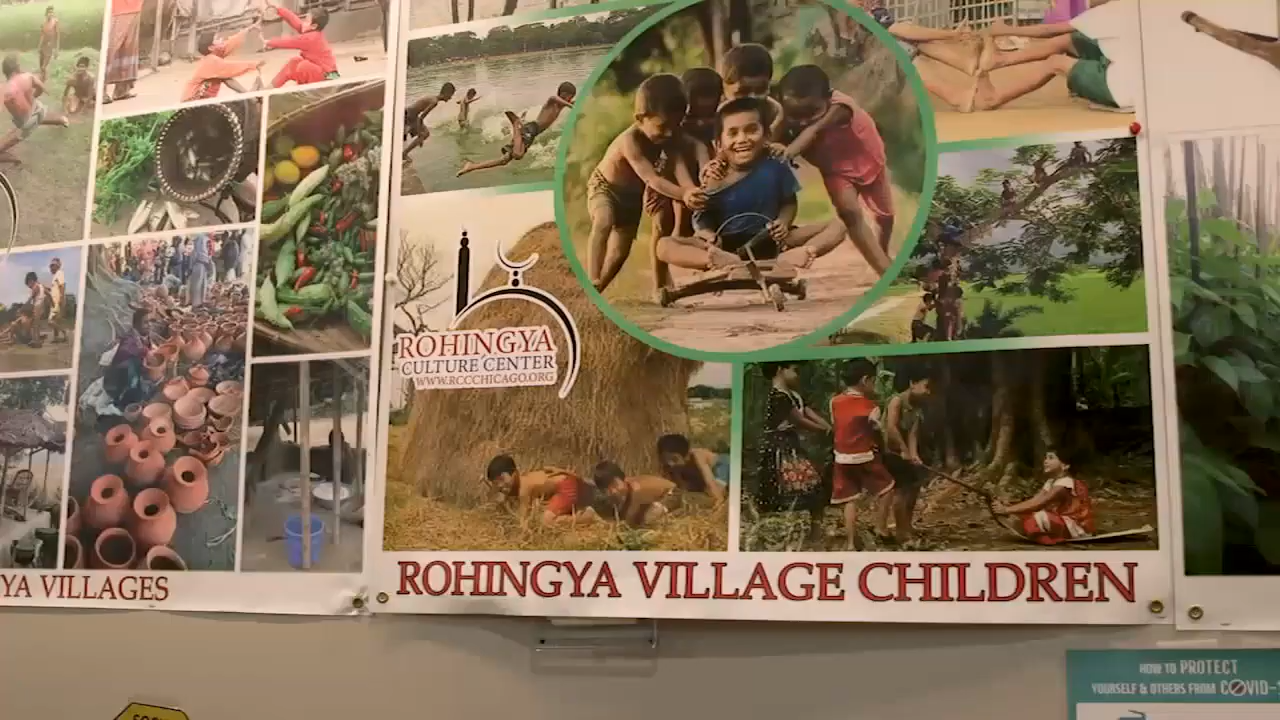 ROHINGYA
CULTURE CENTER
WWW.RCCCHICAGO.ORG
YA VILLAGES
ROHINGYA VILLAGE CHILDREN
HOW TO PROTECT
YOURSELF & OTHERS FROM COVID-